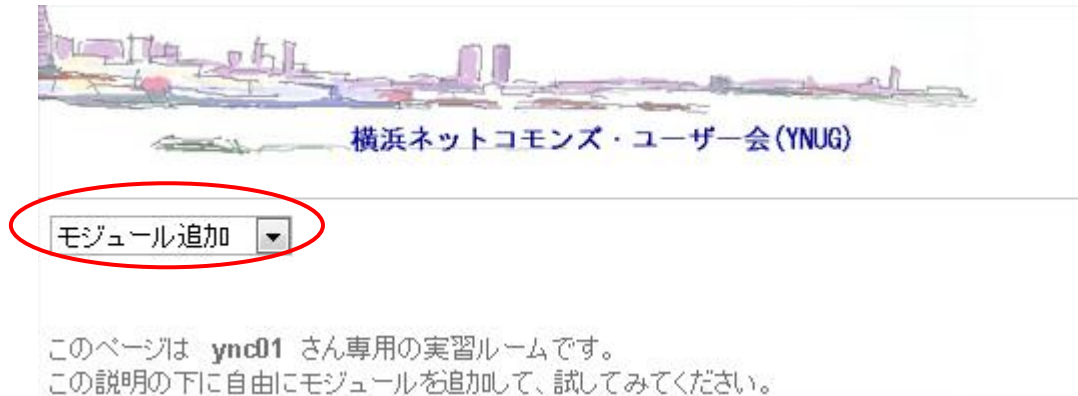 横浜ネットコモンズ・ユーザー会(YNUG)
モジュール追加
このページは ync01 さん専用の実習ルームです。
この説明の下に自由にモジュールを追加して、試してみてください。